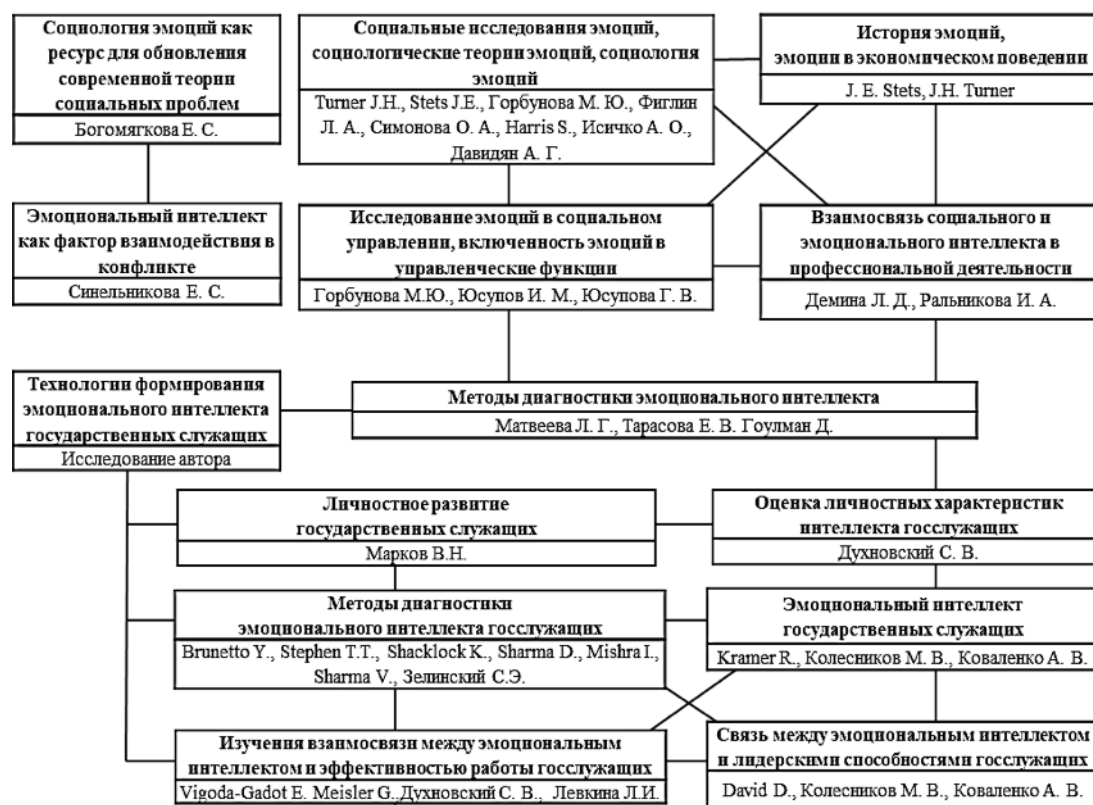 Социология эмоций как
ресурс для обновления
современной теории
социальных проблем
Богомягкова Е. С.
Социальные исследования эмоций,
социологические теории эмоций, социология
эмоций
Turner J.H., Stets J.E., Горбунова М. Ю., Фиглин
Л. А., Симонова О. А., Harris S., Исичко А. О.,
Давидян А. Г.
История эмоций,
эмоции в экономическом поведении
J. E. Stets, J.H. Turner
Эмоциональный интеллект
как фактор взаимодействия в
конфликте
Синельникова Е. С.
Исследование эмоций в социальном
управлении, включенность эмоций в
управленческие функции
Горбунова М.Ю., Юсупов И. М., Юсупова Г. В.
Взаимосвязь социального и
эмоционального интеллекта в
профессиональной деятельности
Демина Л. Д., Ральникова И. А.
Технологии формирования
эмоционального интеллекта
государственных служащих
Исследование автора
Методы диагностики эмоционального интеллекта
Матвеева Л. Г., Тарасова Е. В. Гоулман Д.
Личностное развитие
государственных служащих
Марков В.Н.
Оценка личностных характеристик
интеллекта госслужащих
Духновский С. В.
Методы диагностики
эмоционального интеллекта госслужащих
Brunetto Y., Stephen T.T., Shacklock K., Sharma D., Mishra I.,
Sharma V., Зелинский С.Э.
Эмоциональный интеллект
государственных служащих
Kramer R., Колесников М. В., Коваленко А. В.
Изучения взаимосвязи между эмоциональным
интеллектом и эффективностью работы госслужащих
Vigoda-Gadot E. Meisler G.,Духновский С. В., Левкина Л.И.
Связь между эмоциональным интеллектом
и лидерскими способностями госслужащих
David D., Колесников М. В., Коваленко А. В.